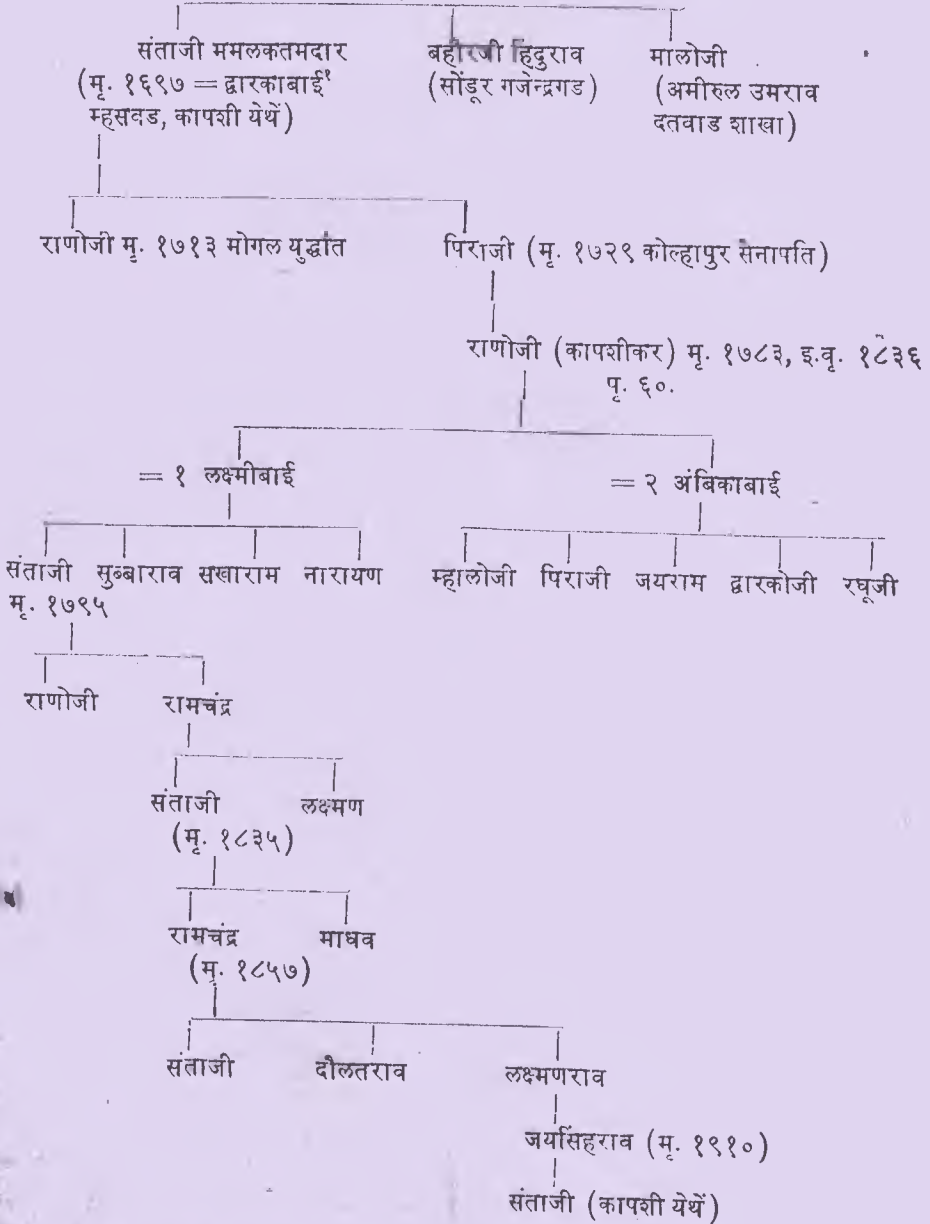 संताजी ममलकतमदार बहीरजी हिंदुराव मालोजी
(मृ. १६९७ = द्वारकाबाई१ (सोंडूर गजेन्द्रगड) (अमीरुल उमराव
म्हसवड, कापशी येथें) दतवाड शाखा)
राणोजी मृ. १७१३ मोगल युद्धांत पिराजी (मृ. १७२९ कोल्हापुर सेनापति)
राणोजी (कापशीकर) मृ. १७८३, इ.वृ. १८३६
पृ. ६०.
= १ लक्ष्मीबाई = २ अंबिकाबाई
संताजी सुब्बाराव सखाराम नारायण म्हालोजी पिराजी जयराम द्वारकोजी रघूजी
मृ. १७९५
राणोजी रामचंद्र
संताजी लक्ष्मण
(मृ. १८३५)
रामचंद्र माधव
(मृ. १८५७)
संताजी दौलतराव लक्ष्मणराव
जयसिंहराव (मृ. १९१०)
संताजी (कापशी येथें)